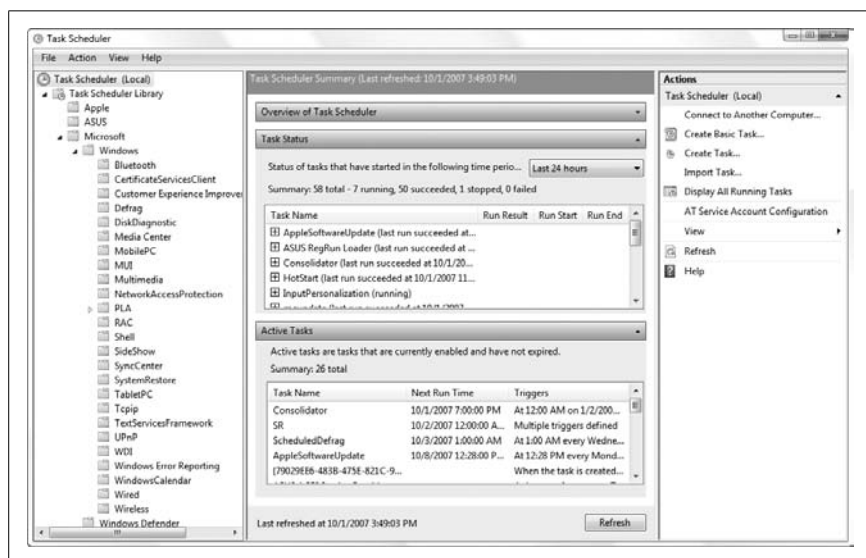 Task Scheduler
File Action View Help
Task Scheduler (Local)
Task Scheduler Library
Apple
ASUS
Microsoft
Windows
Bluetooth
CertificateServicesClient
Customer Experience Improve
Defrag
DiskDiagnostic
Media Center
MobilePC
MUI
Multimedia
NetworkAccessProtection
PLA
RAC
Shell
SideShow
SyncCenter
SystemRestore
TabletPC
Tcpip
TextServicesFramework
UPnP
WDI
Windows Error Reporting
WindowsCalendar
Wired
Wireless
Windows Defender
Task Scheduler Summary (Last refreshed: 10/1/2007 3:49:03 PM)
Overview of Task Scheduler
Task Status
Status of tasks that have started in the following time perio... Last 24 hours
Summary: 58 total - 7 running, 50 succeeded, 1 stopped, 0 failed
Task Name Run Result Run Start Run End
AppleSoftwareUpdate (last run succeeded at...
ASUS RegRun Loader (last run succeeded at ...
Consolidator (last run succeeded at 10/1/20...
HotStart (last run succeeded at 10/1/2007 11...
InputPersonalization (running)
Active Tasks
Active tasks are tasks that are currently enabled and have not expired.
Summary: 26 total
Task Name Next Run Time Triggers
Consolidator 10/1/2007 7:00:00 PM At 12:00 AM on 1/2/200...
SR 10/2/2007 12:00:00 A... Multiple triggers defined
ScheduledDefrag 10/3/2007 1:00:00 AM At 1:00 AM every Wedne...
AppleSoftwareUpdate 10/8/2007 12:28:00 P... At 12:28 PM every Mond...
{79029EE6-483B-475E-821C-9... When the task is created...
Last refreshed at 10/1/2007 3:49:03 PM Refresh
Actions
Task Scheduler (Local)
Connect to Another Computer...
Create Basic Task...
Create Task...
Import Task...
Display All Running Tasks
AT Service Account Configuration
View
Refresh
Help